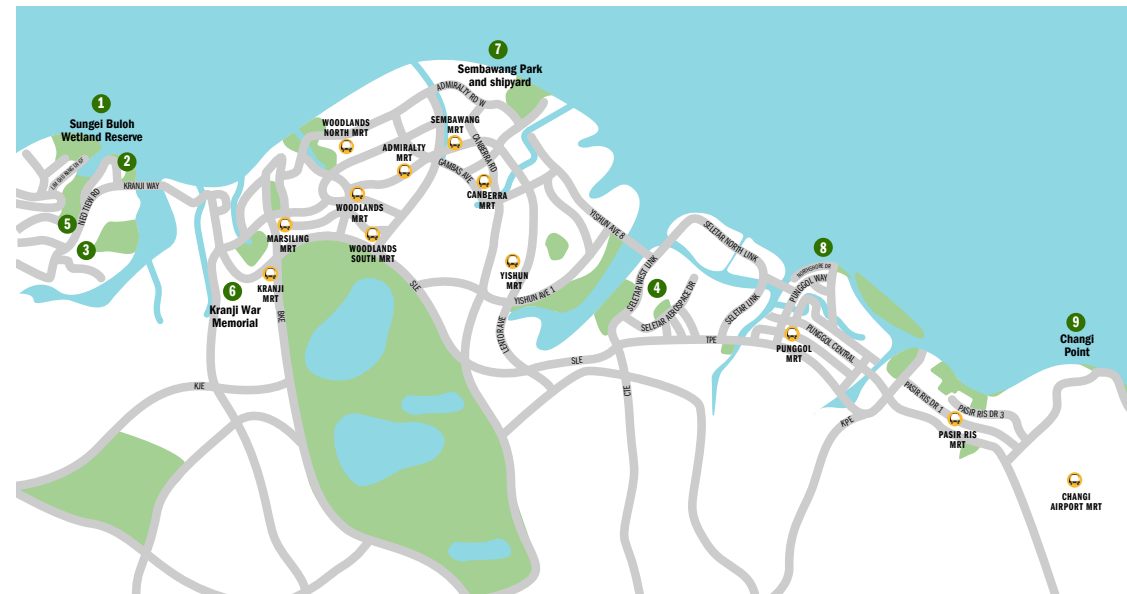 7
Sembawang Park
and shipyard
ADMIRALTY RD W
1
Sungei Buloh
Wetland Reserve
WOODLANDS
NORTH MRT
SEMBAWANG
MRT
ADMIRALTY
MRT
CANBERRA RD
GAMBAS AVE
2
KRANJI WAY
NEO TIEW RD
CANBERRA
MRT
WOODLANDS
MRT
5
3
MARSILING
MRT
WOODLANDS
SOUTH MRT
YISHUN AVE 8
SELETAR NORTH LINK
8
NORTHSHORE DR
PUNGGOL WAY
6
Kranji War
Memorial
KRANJI
MRT
BKE
SLE
YISHUN
MRT
YISHUN AVE 1
SELETAR WEST LINK
4
SELETAR AEROSPACE DR
SELETAR LINK
LENTOR AVE
SLE
TPE
PUNGGOL
MRT
PUNGGOL CENTRAL
9
Changi
Point
KJE
CTE
KPE
PASIR RIS DR 1
PASIR RIS DR 3
PASIR RIS
MRT
CHANGI
AIRPORT MRT